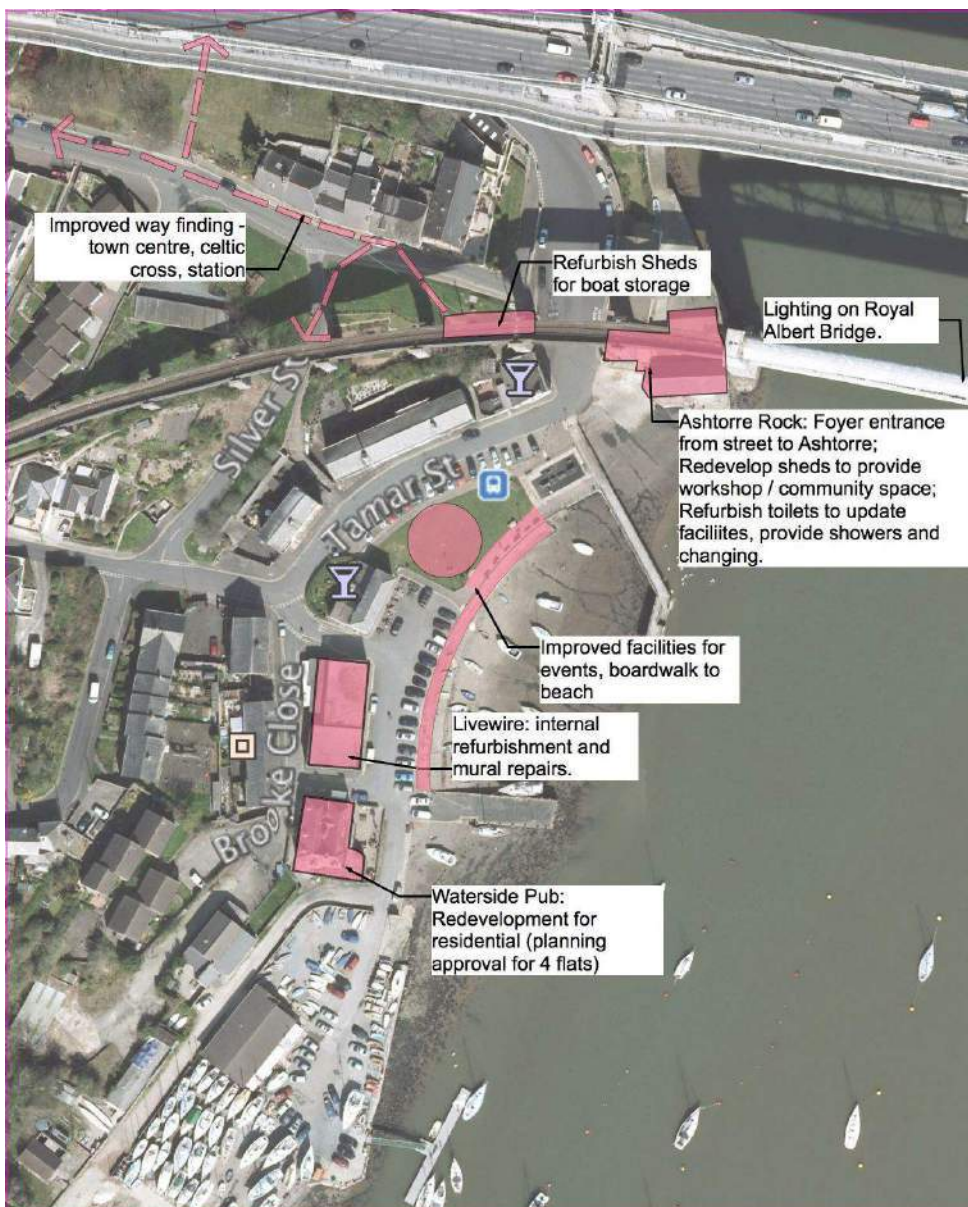 Improved way finding -
town centre, celtic
cross, station
Refurbish Sheds
for boat storage
Lighting on Royal
Albert Bridge.
Silver St
Ashtorre Rock: Foyer entrance
from street to Ashtorre;
Redevelop sheds to provide
workshop / community space;
Refurbish toilets to update
faciliites, provide showers and
changing.
Tamar St
Improved facilities for
events, boardwalk to
beach
Brooke Close
Livewire: internal
refurbishment and
mural repairs.
Waterside Pub:
Redevelopment for
residential (planning
approval for 4 flats)